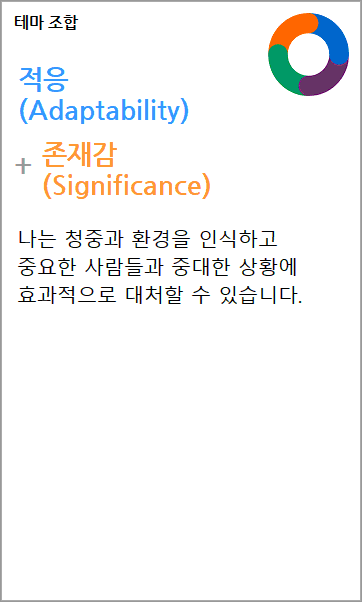 테마 조합
적응
(Adaptability)
+ 존재감
(Significance)
나는 청중과 환경을 인식하고
중요한 사람들과 중대한 상황에
효과적으로 대처할 수 있습니다.